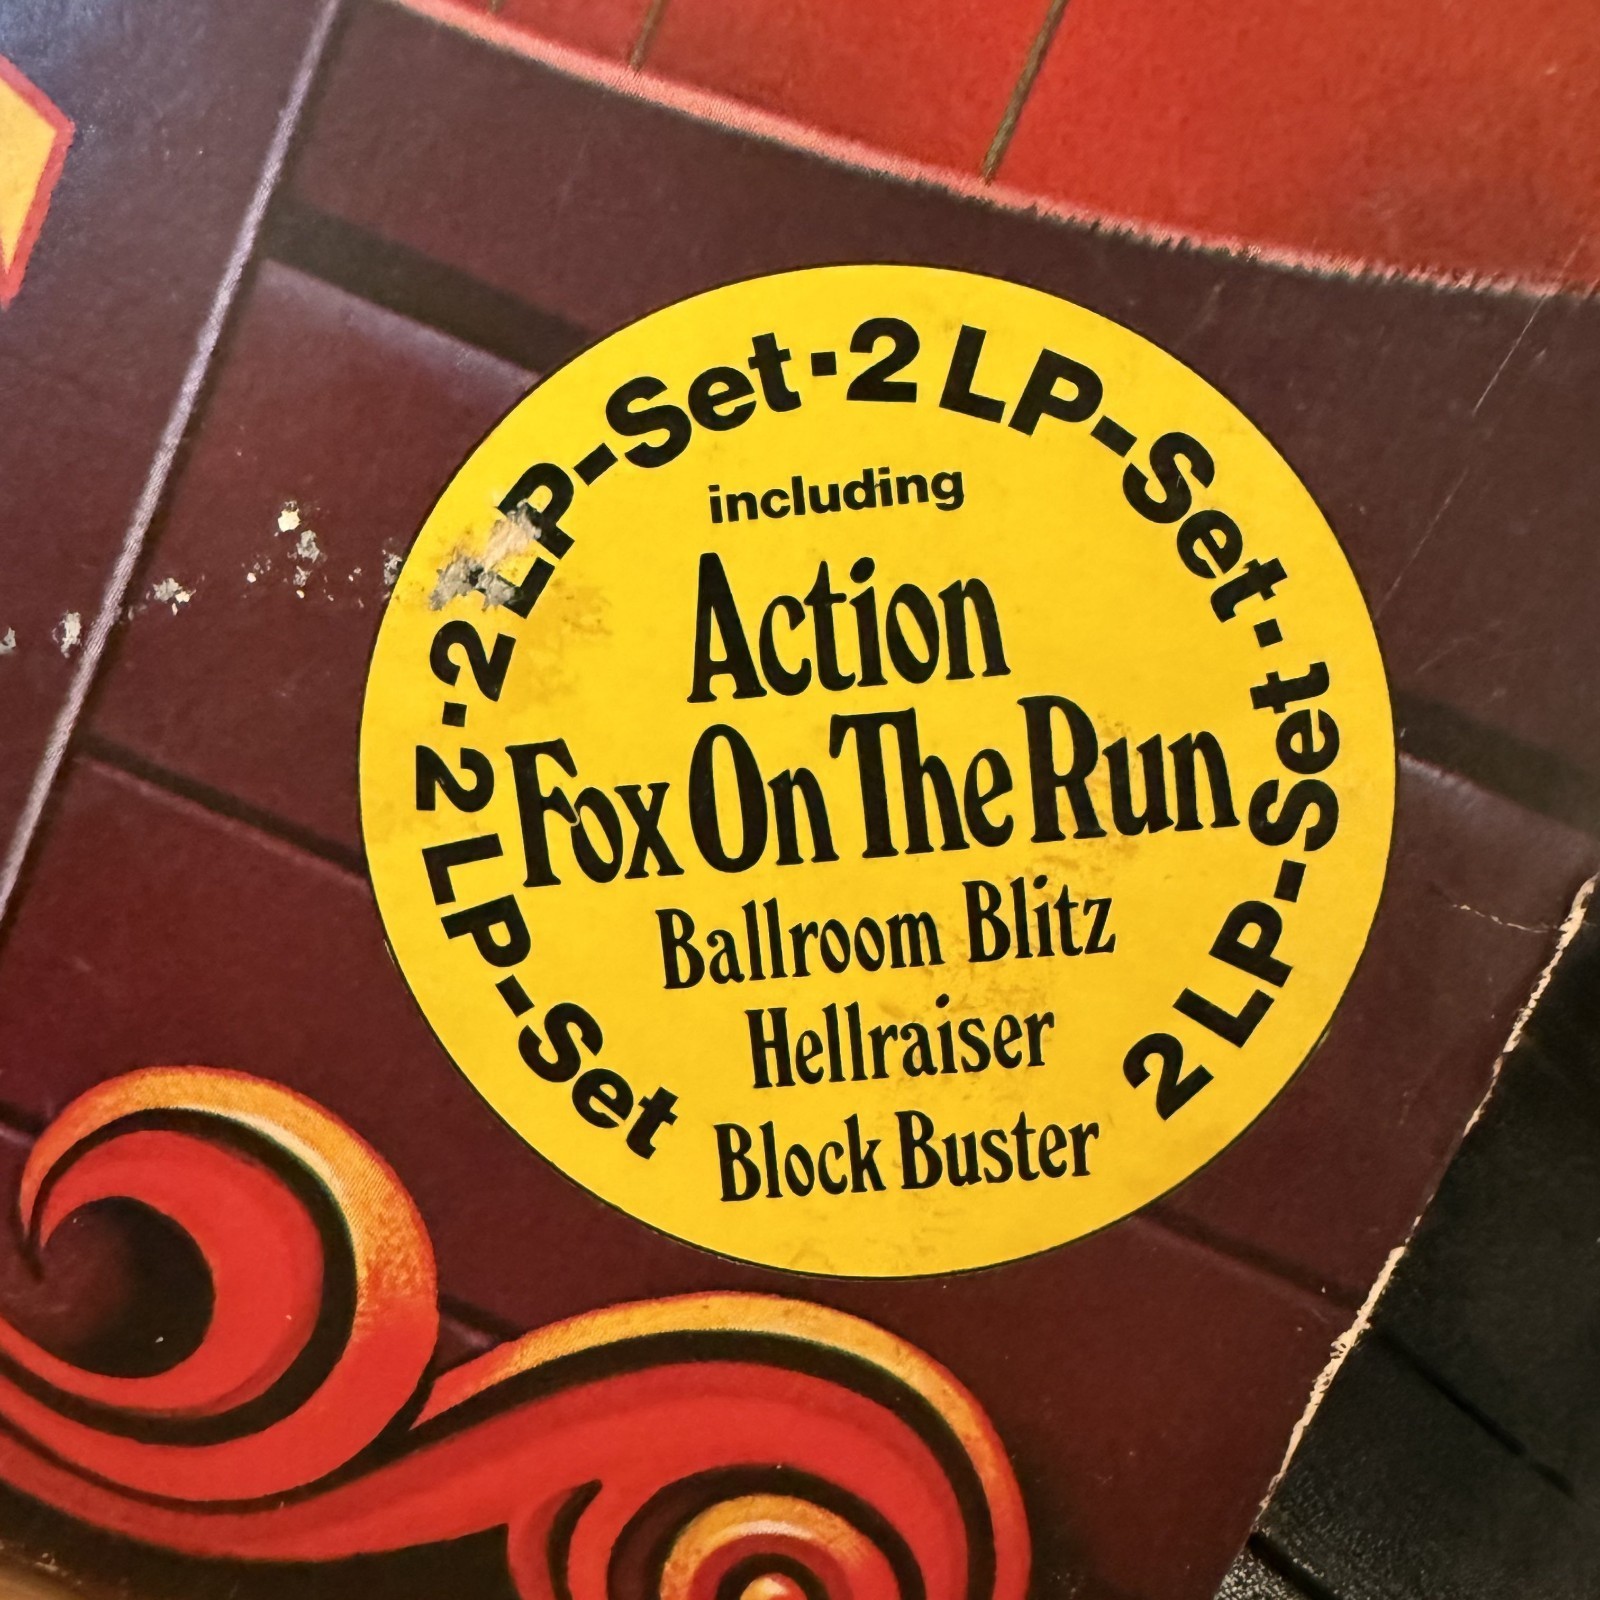 2 LP-Set · 2 LP-Set · 2 LP-Set · 2 LP-Set
including
Action
Fox On The Run
Ballroom Blitz
Hellraiser
Block Buster